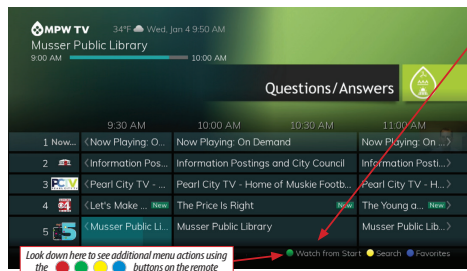 MPW TV 34°F Wed, Jan 4 9:50 AM
Musser Public Library
9:00 AM 10:00 AM
Questions/Answers
9:30 AM 10:00 AM 10:30 AM 11:00 AM
1 Now... Now Playing: O... Now Playing: On Demand Now Playing: On ...
2 Information Pos... Information Postings and City Council Information Posti...
3 PCTV Pearl City TV - ... Pearl City TV - Home of Muskie Footb... Pearl City TV - H...
4 Let's Make ... New The Price Is Right New The Young a... New
5 Musser Public Li... Musser Public Library Musser Public Lib...
Watch from Start Search Favorites
Look down here to see additional menu actions using
the buttons on the remote